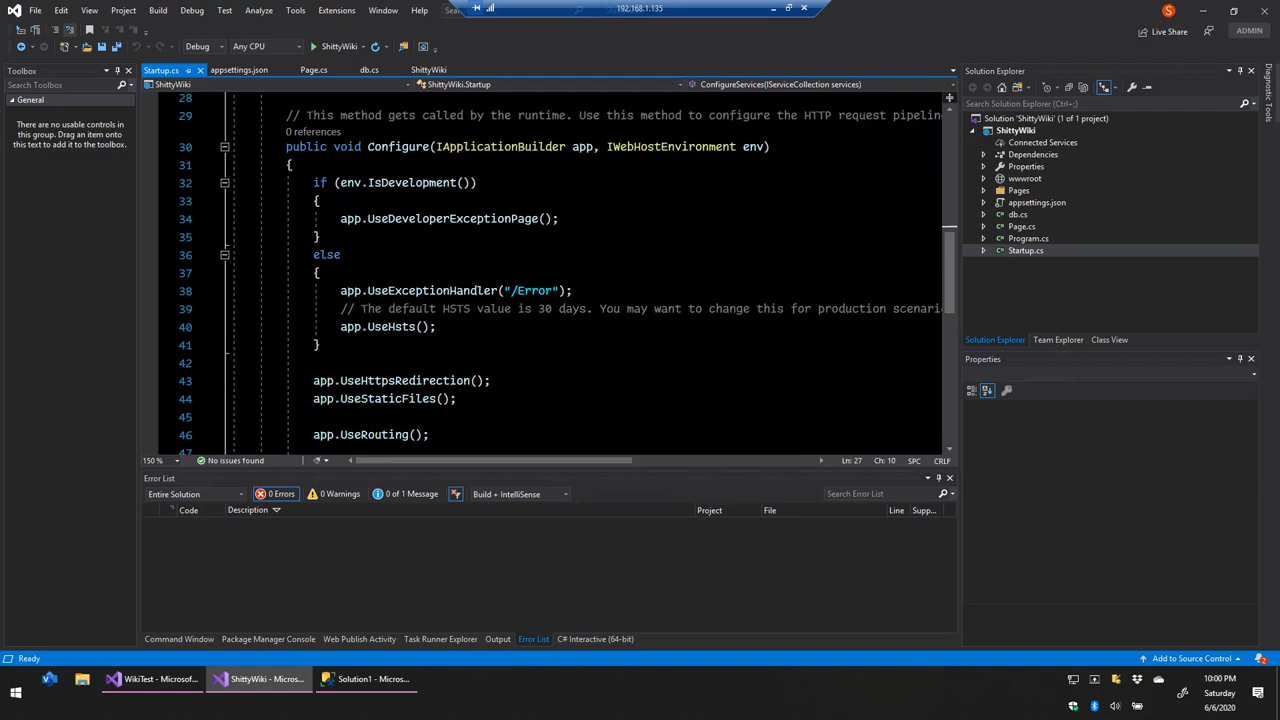 192.168.1.135
File Edit View Project Build Debug Test Analyze Tools Extensions Window Help
Live Share ADMIN
Debug Any CPU ShittyWiki
Toolbox
Search Toolbox
General
There are no usable controls in
this group. Drag an item onto
this text to add it to the toolbox.
Startup.cs appsettings.json Page.cs db.cs ShittyWiki
ShittyWiki ShittyWiki.Startup ConfigureServices(IServiceCollection services)
28
29 // This method gets called by the runtime. Use this method to configure the HTTP request pipelin
0 references
30 public void Configure(IApplicationBuilder app, IWebHostEnvironment env)
31 {
32 if (env.IsDevelopment())
33 {
34 app.UseDeveloperExceptionPage();
35 }
36 else
37 {
38 app.UseExceptionHandler("/Error");
39 // The default HSTS value is 30 days. You may want to change this for production scenari
40 app.UseHsts();
41 }
42
43 app.UseHttpsRedirection();
44 app.UseStaticFiles();
45
46 app.UseRouting();
47
150 % No issues found Ln: 27 Ch: 10 SPC CRLF
Error List
Entire Solution 0 Errors 0 Warnings 0 of 1 Message Build + IntelliSense Search Error List
Code Description Project File Line Supp...
Command Window Package Manager Console Web Publish Activity Task Runner Explorer Output Error List C# Interactive (64-bit)
Solution Explorer
Search Solution Explorer (Ctrl+;)
Solution 'ShittyWiki' (1 of 1 project)
ShittyWiki
Connected Services
Dependencies
Properties
wwwroot
Pages
appsettings.json
db.cs
Page.cs
Program.cs
Startup.cs
Solution Explorer Team Explorer Class View
Properties
Diagnostic Tools
Ready Add to Source Control 2
WikiTest - Microsof... ShittyWiki - Micros... Solution1 - Micros...
10:00 PM
Saturday
6/6/2020